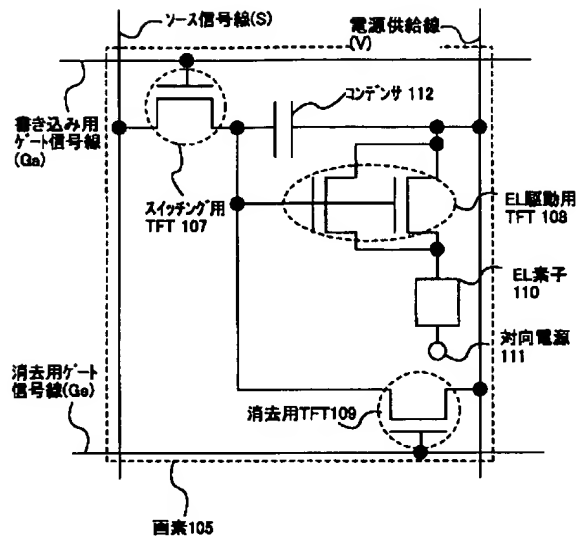 ソース信号線(S)
電源供給線
(V)
書き込み用
ゲート信号線
(Ga)
コンデンサ 112
スイッチング用
TFT 107
EL駆動用
TFT 108
EL素子
110
対向電源
111
消去用ゲート
信号線(Ge)
消去用TFT109
画素105